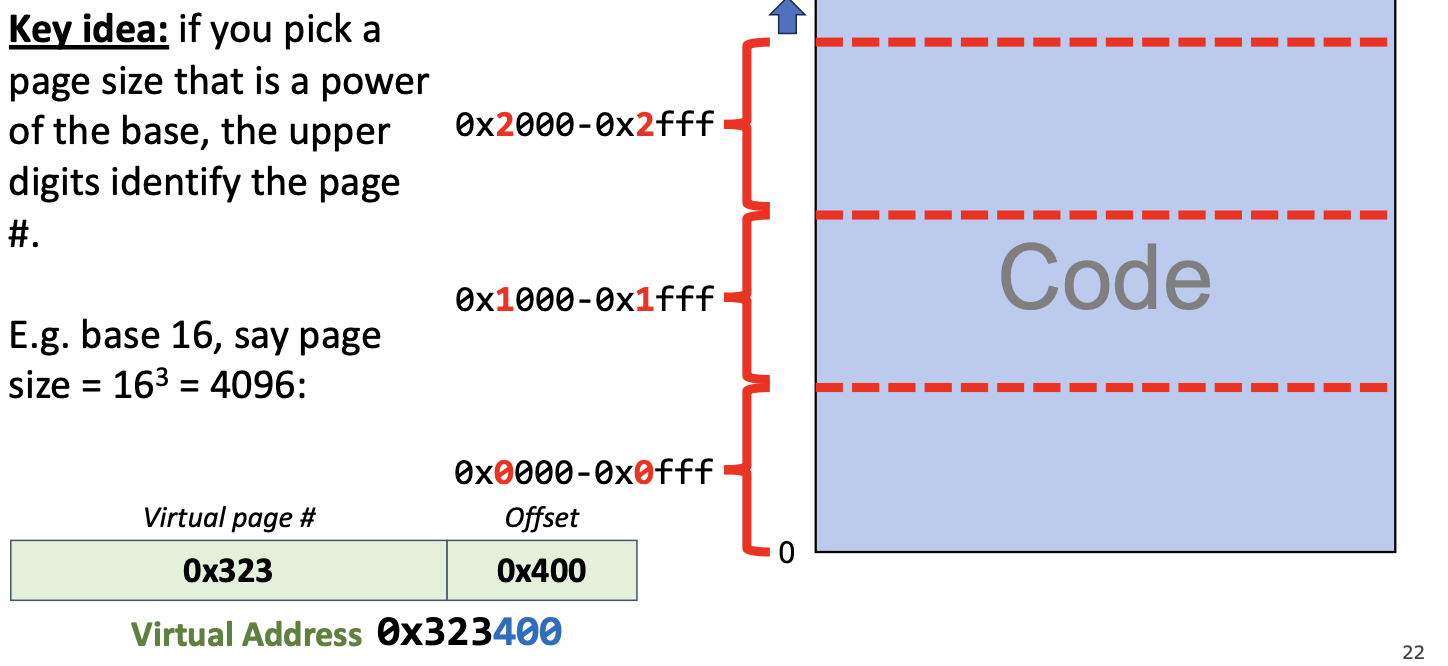 Key idea: if you pick a
page size that is a power
of the base, the upper
digits identify the page
#.
E.g. base 16, say page
size = 16³ = 4096:
0x2000-0x2fff
0x1000-0x1fff
0x0000-0x0fff
0
Code
Virtual page # Offset
0x323 0x400
Virtual Address 0x323400
22